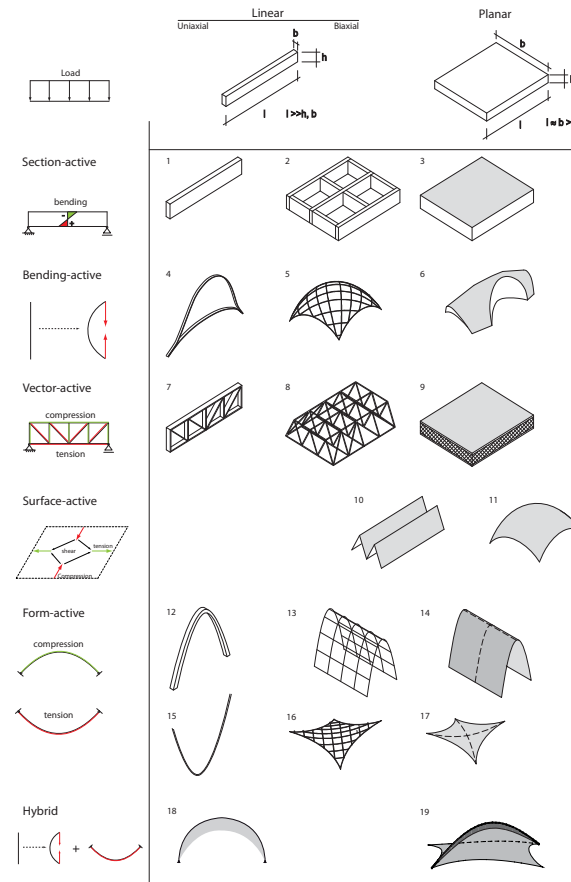 Linear
Planar
Uniaxial
Biaxial
b
h
l
l >>h, b
b
l
l ≈ b >
Load
Section-active
bending
-
+
1
2
3
Bending-active
4
5
6
Vector-active
compression
tension
7
8
9
Surface-active
shear
tension
Compression
10
11
Form-active
compression
12
13
14
tension
15
16
17
Hybrid
+
18
19